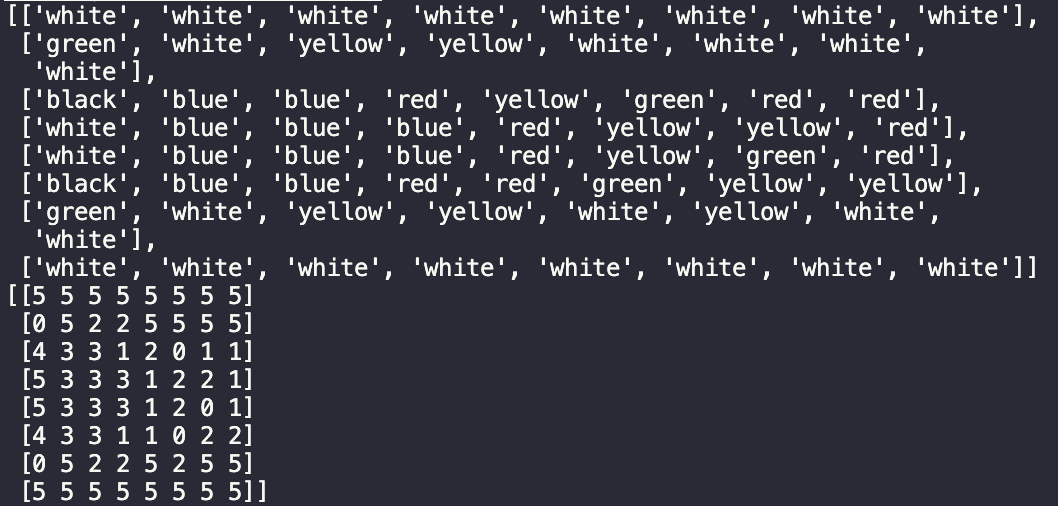 [['white', 'white', 'white', 'white', 'white', 'white', 'white', 'white'],
['green', 'white', 'yellow', 'yellow', 'white', 'white', 'white',
'white'],
['black', 'blue', 'blue', 'red', 'yellow', 'green', 'red', 'red'],
['white', 'blue', 'blue', 'blue', 'red', 'yellow', 'yellow', 'red'],
['white', 'blue', 'blue', 'blue', 'red', 'yellow', 'green', 'red'],
['black', 'blue', 'blue', 'red', 'red', 'green', 'yellow', 'yellow'],
['green', 'white', 'yellow', 'yellow', 'white', 'yellow', 'white',
'white'],
['white', 'white', 'white', 'white', 'white', 'white', 'white', 'white']]
[[5 5 5 5 5 5 5 5]
[0 5 2 2 5 5 5 5]
[4 3 3 1 2 0 1 1]
[5 3 3 3 1 2 2 1]
[5 3 3 3 1 2 0 1]
[4 3 3 1 1 0 2 2]
[0 5 2 2 5 2 5 5]
[5 5 5 5 5 5 5 5]]